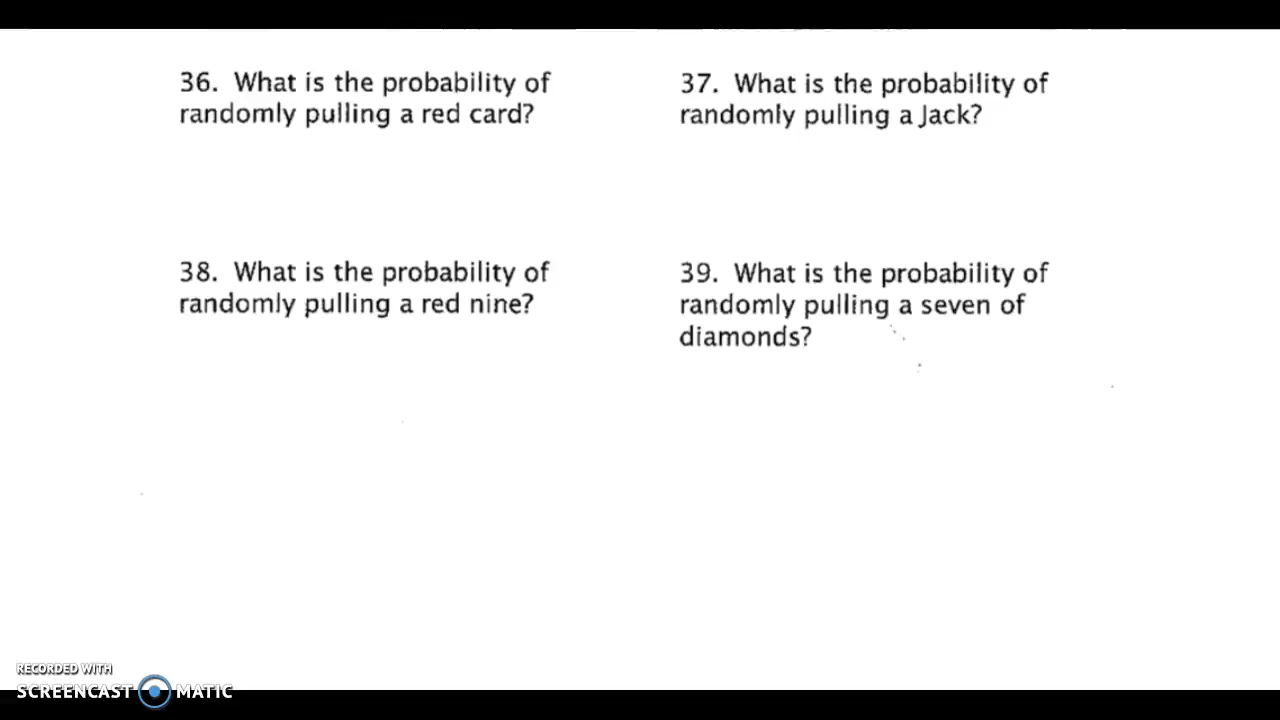 36. What is the probability of
randomly pulling a red card?
37. What is the probability of
randomly pulling a Jack?
38. What is the probability of
randomly pulling a red nine?
39. What is the probability of
randomly pulling a seven of
diamonds?
RECORDED WITH
SCREENCAST MATIC